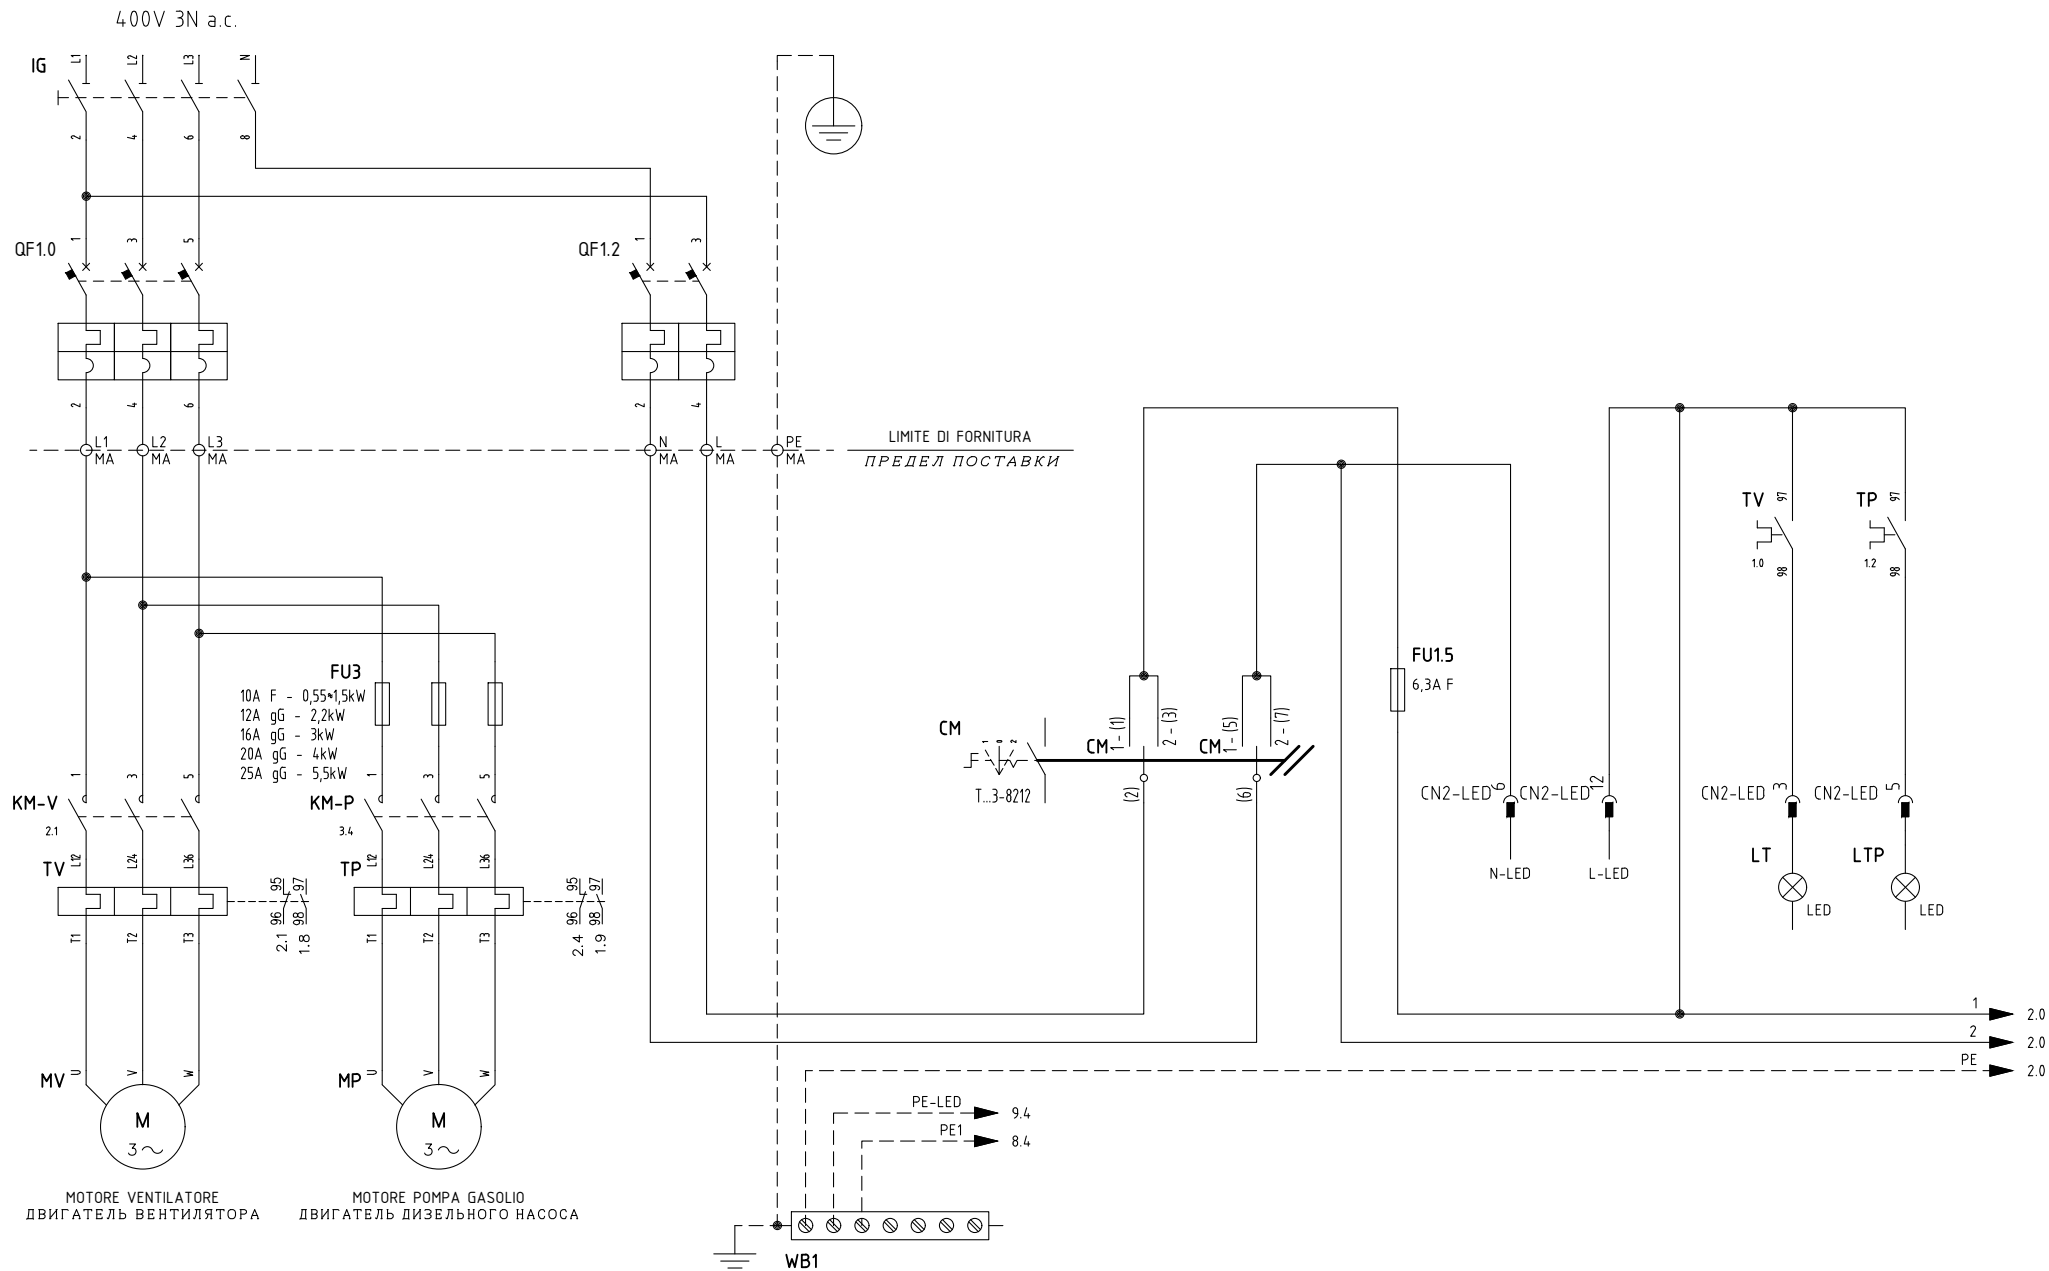 400V 3N a.c.
IG
L1 L2 L3 N
2 4 6 8
QF1.0
1 3 5
QF1.2
1 3
2 4 6
2 4
L1 L2 L3 N L PE
MA MA MA MA MA MA
LIMITE DI FORNITURA
ПРЕДЕЛ ПОСТАВКИ
TV 97
98
1.0
TP 97
98
1.2
FU3
10A F - 0,55÷1,5kW
12A gG - 2,2kW
16A gG - 3kW
20A gG - 4kW
25A gG - 5,5kW
FU1.5
6,3A F
CM
1 0 2
T...3-8212
CM 1 - (1) 2 - (3)
(2)
CM 1 - (5) 2 - (7)
(6)
KM-V
2.1
1 3 5
KM-P
3.4
1 3 5
CN2-LED 6
CN2-LED 12
CN2-LED 3
CN2-LED 5
N-LED
L-LED
LT
LED
LTP
LED
TV
L12 L24 L36
95 97
96 98
2.1 1.8
T1 T2 T3
TP
L12 L24 L36
95 97
96 98
2.4 1.9
T1 T2 T3
1 2.0
2 2.0
PE 2.0
MV
U V W
M
3~
MP
U V W
M
3~
PE-LED 9.4
PE1 8.4
MOTORE VENTILATORE
ДВИГАТЕЛЬ ВЕНТИЛЯТОРА
MOTORE POMPA GASOLIO
ДВИГАТЕЛЬ ДИЗЕЛЬНОГО НАСОСА
WB1